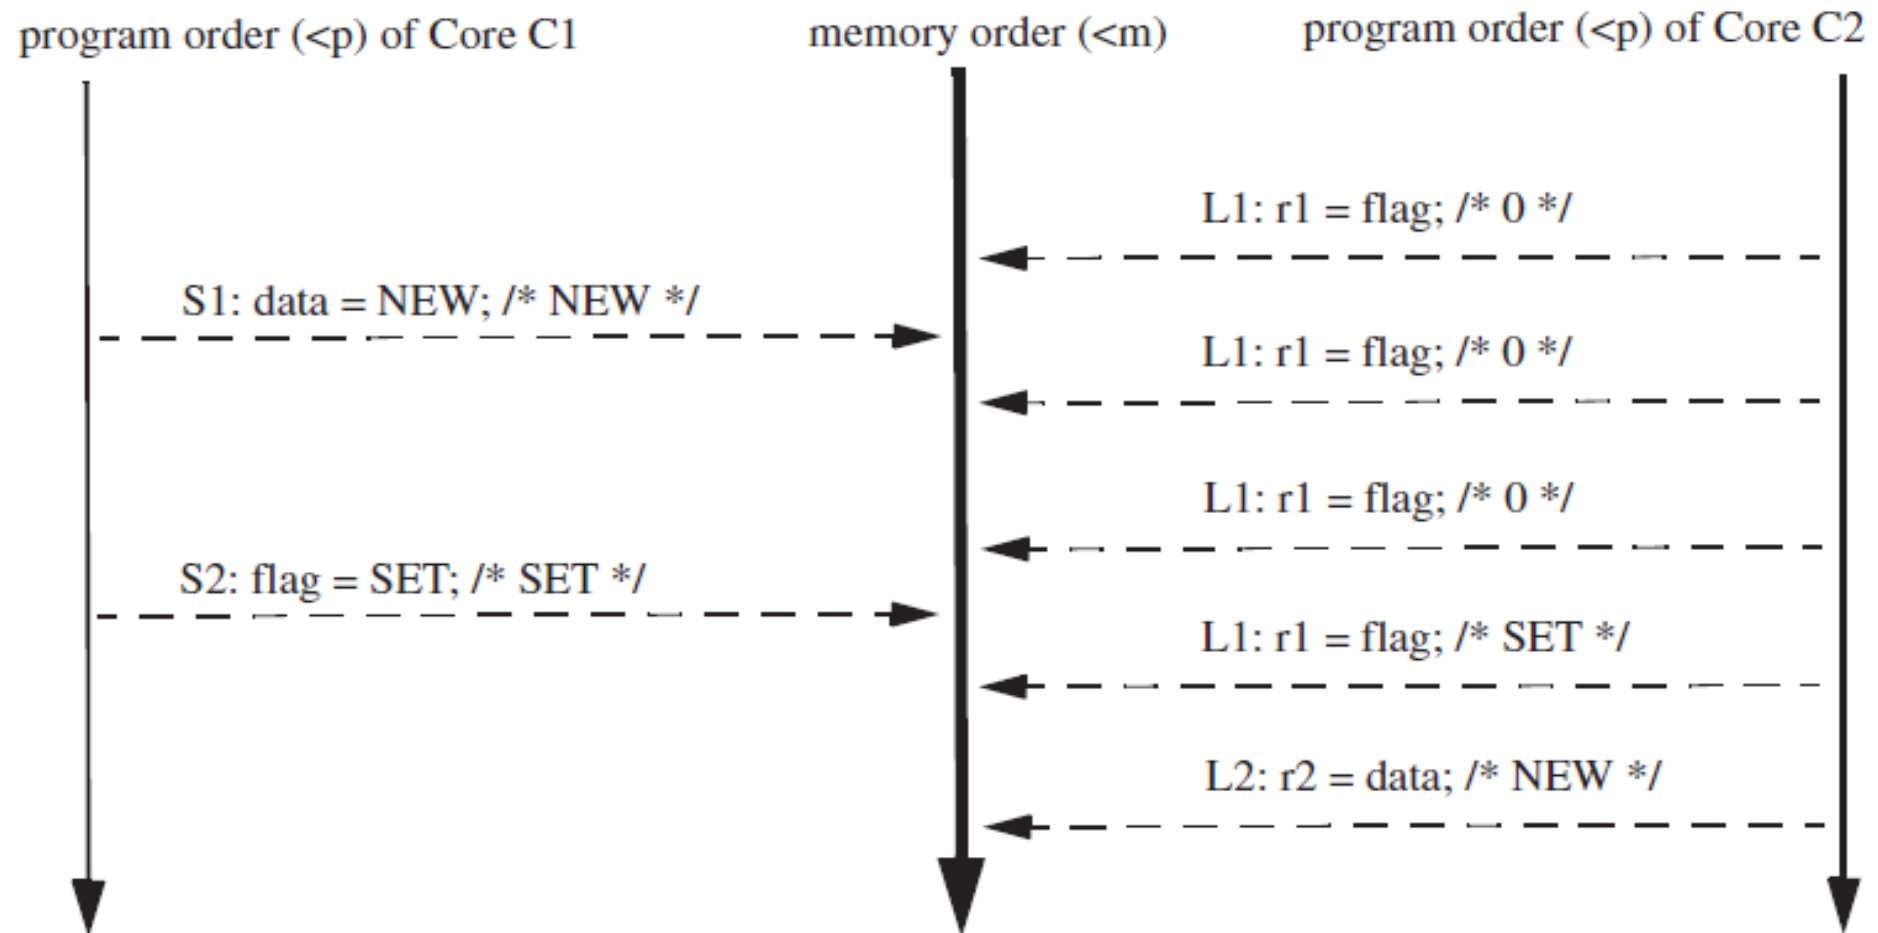 program order (<p) of Core C1
memory order (<m)
program order (<p) of Core C2
L1: r1 = flag; /* 0 */
S1: data = NEW; /* NEW */
L1: r1 = flag; /* 0 */
L1: r1 = flag; /* 0 */
S2: flag = SET; /* SET */
L1: r1 = flag; /* SET */
L2: r2 = data; /* NEW */